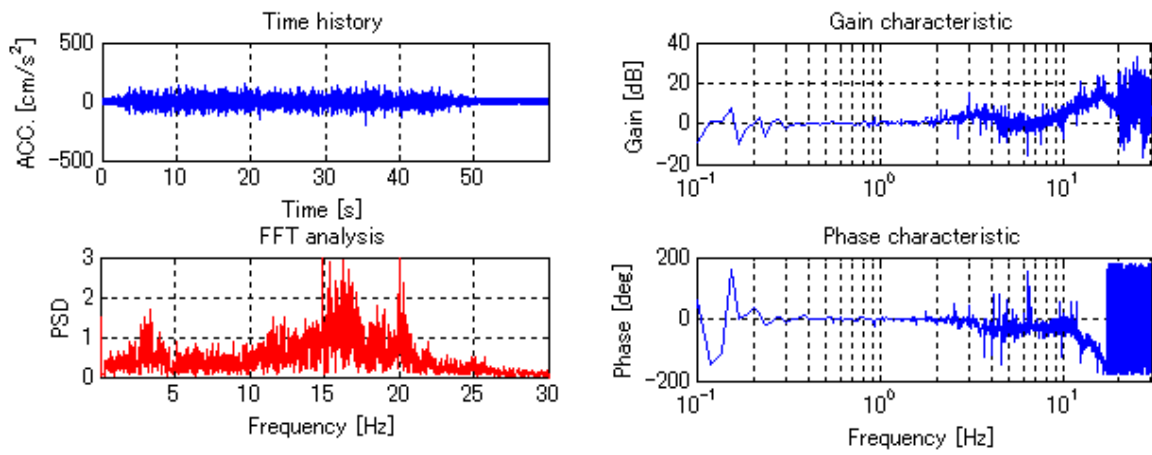 Time history
ACC. [cm/s²]
500
0
−500
0 10 20 30 40 50
Time [s]
Gain characteristic
Gain [dB]
40
20
0
−20
10⁻¹ 10⁰ 10¹
FFT analysis
PSD
3
2
1
0
5 10 15 20 25 30
Frequency [Hz]
Phase characteristic
Phase [deg.]
200
0
−200
10⁻¹ 10⁰ 10¹
Frequency [Hz]